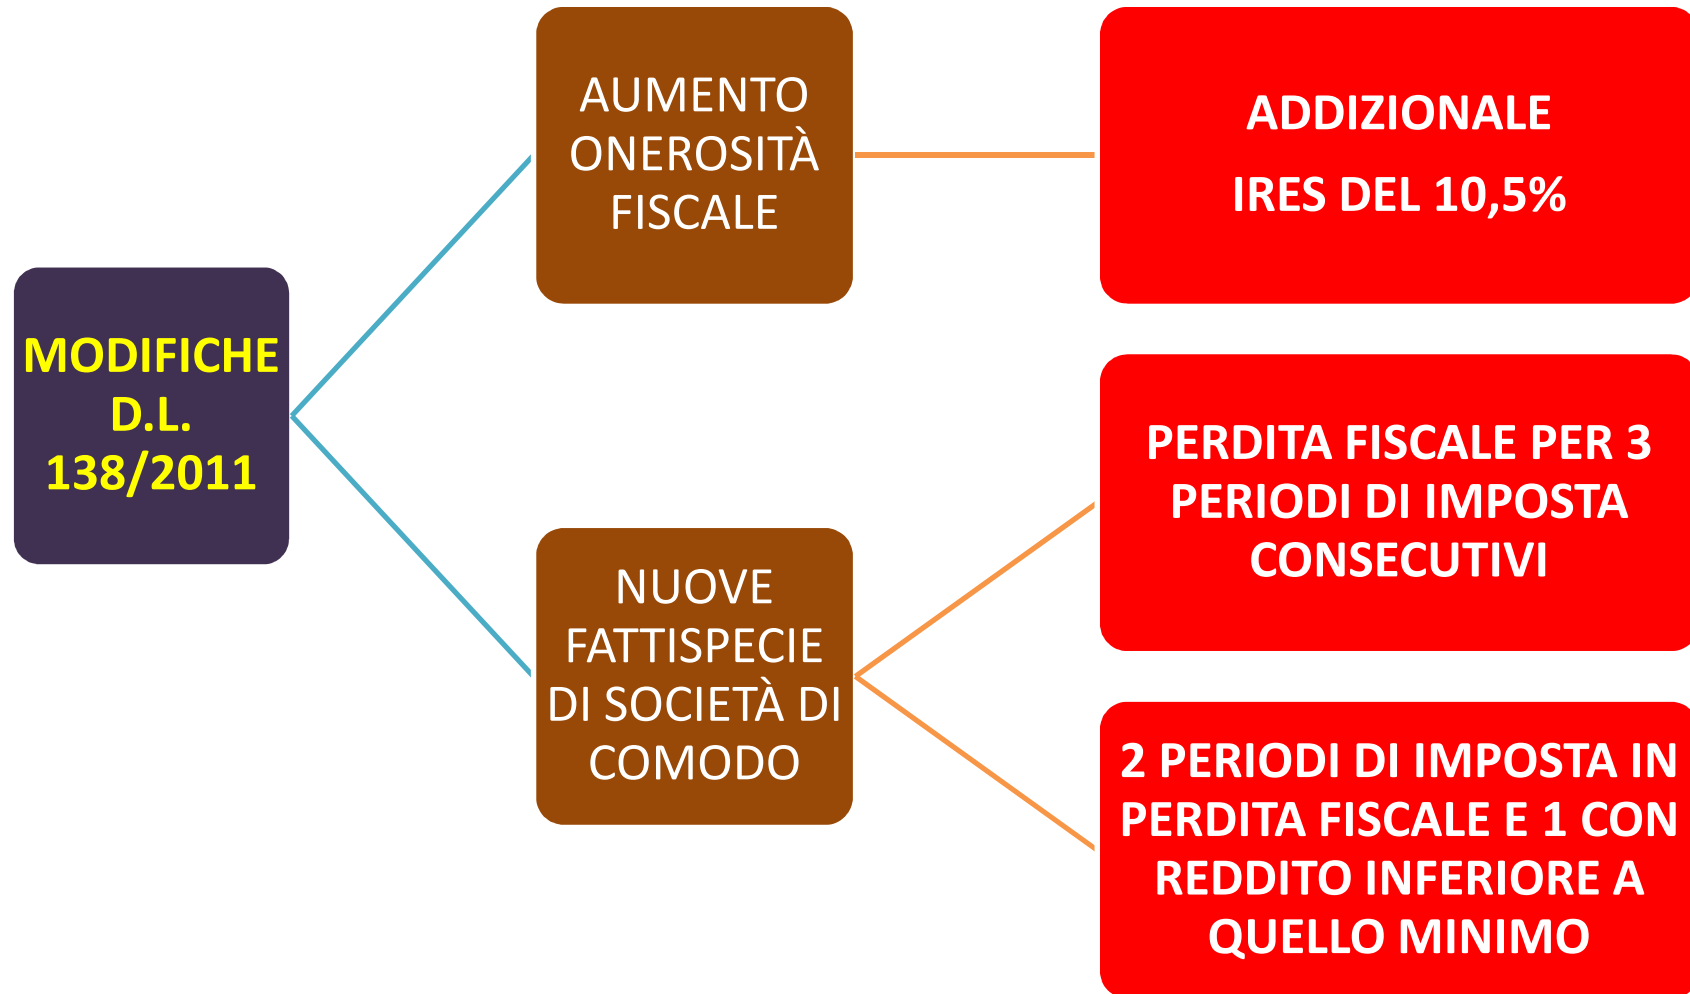 MODIFICHE
D.L.
138/2011
AUMENTO
ONEROSITÀ
FISCALE
ADDIZIONALE
IRES DEL 10,5%
NUOVE
FATTISPECIE
DI SOCIETÀ DI
COMODO
PERDITA FISCALE PER 3
PERIODI DI IMPOSTA
CONSECUTIVI
2 PERIODI DI IMPOSTA IN
PERDITA FISCALE E 1 CON
REDDITO INFERIORE A
QUELLO MINIMO